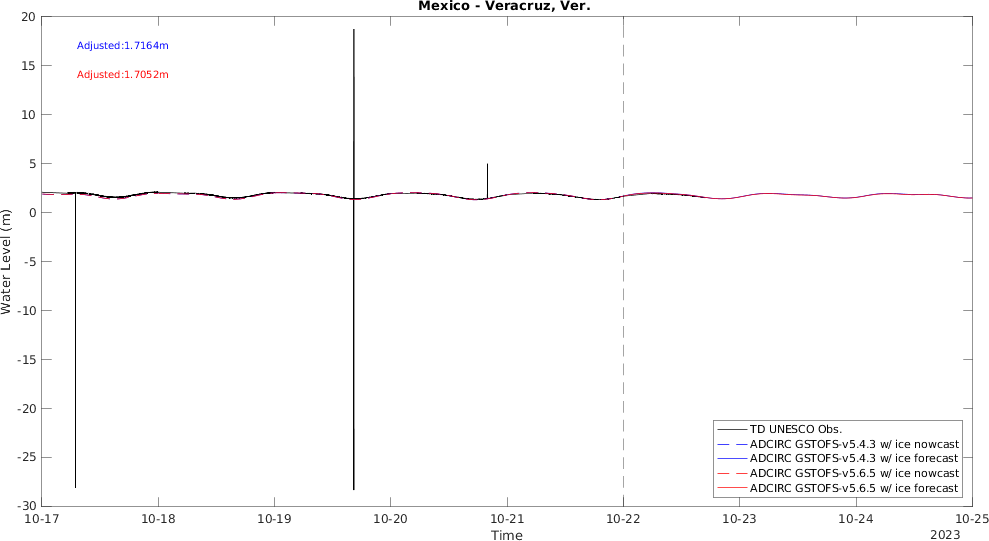 Mexico - Veracruz, Ver.
20
15
10
5
0
-5
-10
-15
-20
-25
-30
Water Level (m)
Adjusted:1.7164m
Adjusted:1.7052m
TD UNESCO Obs.
ADCIRC GSTOFS-v5.4.3 w/ ice nowcast
ADCIRC GSTOFS-v5.4.3 w/ ice forecast
ADCIRC GSTOFS-v5.6.5 w/ ice nowcast
ADCIRC GSTOFS-v5.6.5 w/ ice forecast
10-17 10-18 10-19 10-20 10-21 10-22 10-23 10-24 10-25
Time
2023